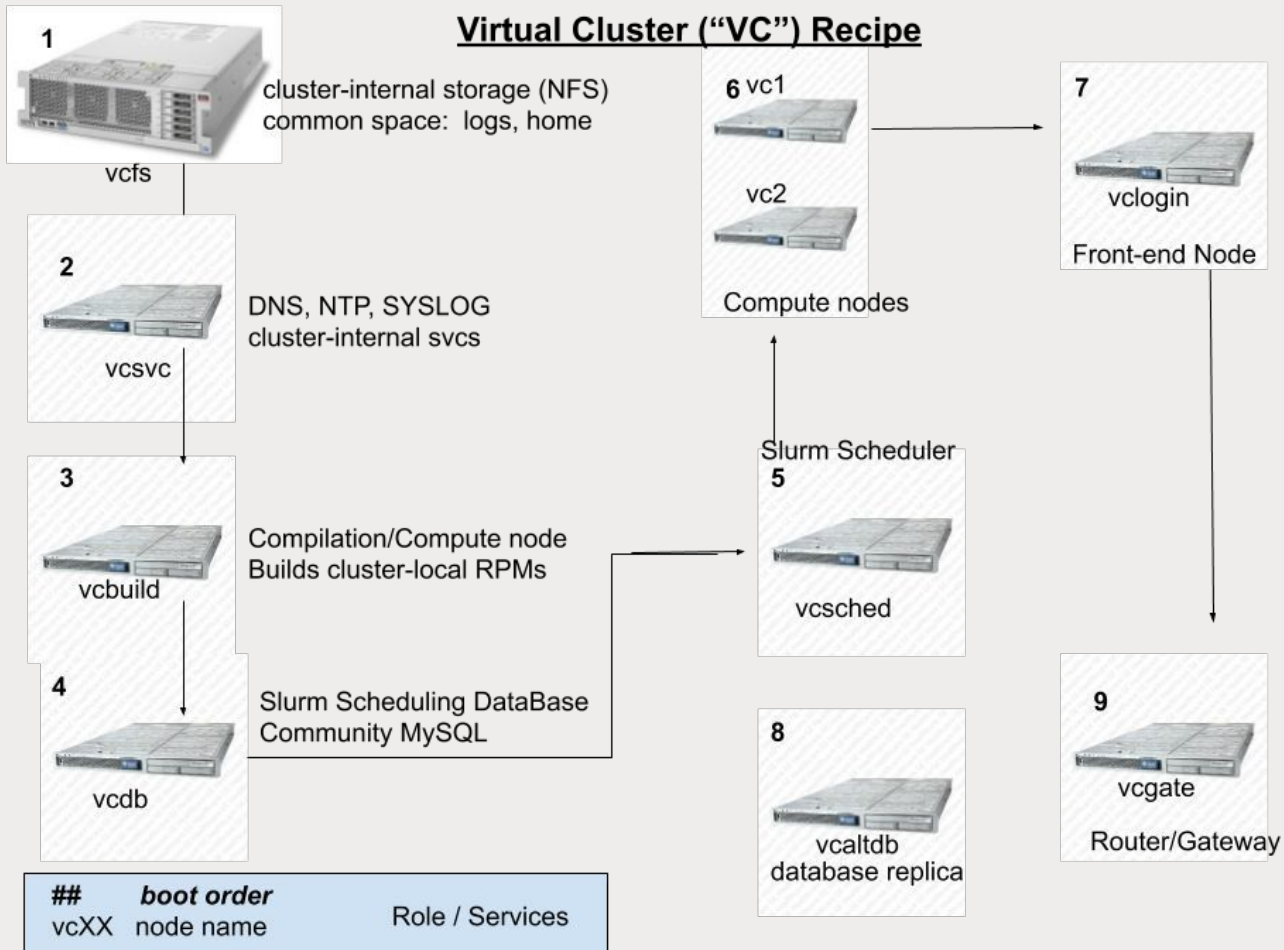 Virtual Cluster (“VC”) Recipe
1
cluster-internal storage (NFS)
common space: logs, home
vcfs
2
DNS, NTP, SYSLOG
cluster-internal svcs
vcsvc
3
Compilation/Compute node
Builds cluster-local RPMs
vcbuild
4
Slurm Scheduling DataBase
Community MySQL
vcdb
Slurm Scheduler
5
vcsched
6 vc1
vc2
Compute nodes
7
vclogin
Front-end Node
8
vcaltdb
database replica
9
vcgate
Router/Gateway
## boot order
vcXX node name
Role / Services